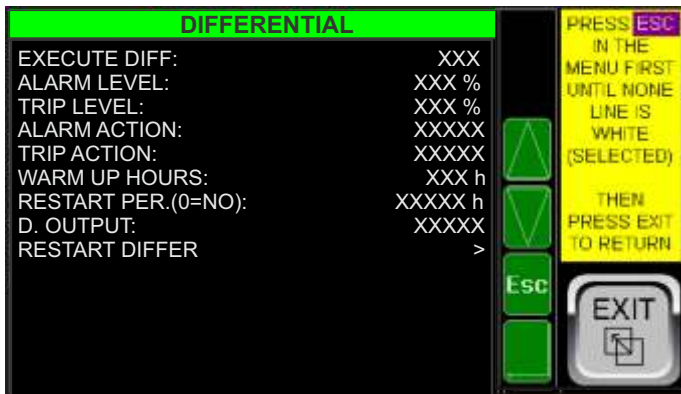 DIFFERENTIAL
EXECUTE DIFF: XXX
ALARM LEVEL: XXX %
TRIP LEVEL: XXX %
ALARM ACTION: XXXXX
TRIP ACTION: XXXXX
WARM UP HOURS: XXX h
RESTART PER.(0=NO): XXXXX h
D. OUTPUT: XXXXX
RESTART DIFFER >
Esc
PRESS ESC
IN THE
MENU FIRST
UNTIL NONE
LINE IS
WHITE
(SELECTED)
THEN
PRESS EXIT
TO RETURN
EXIT